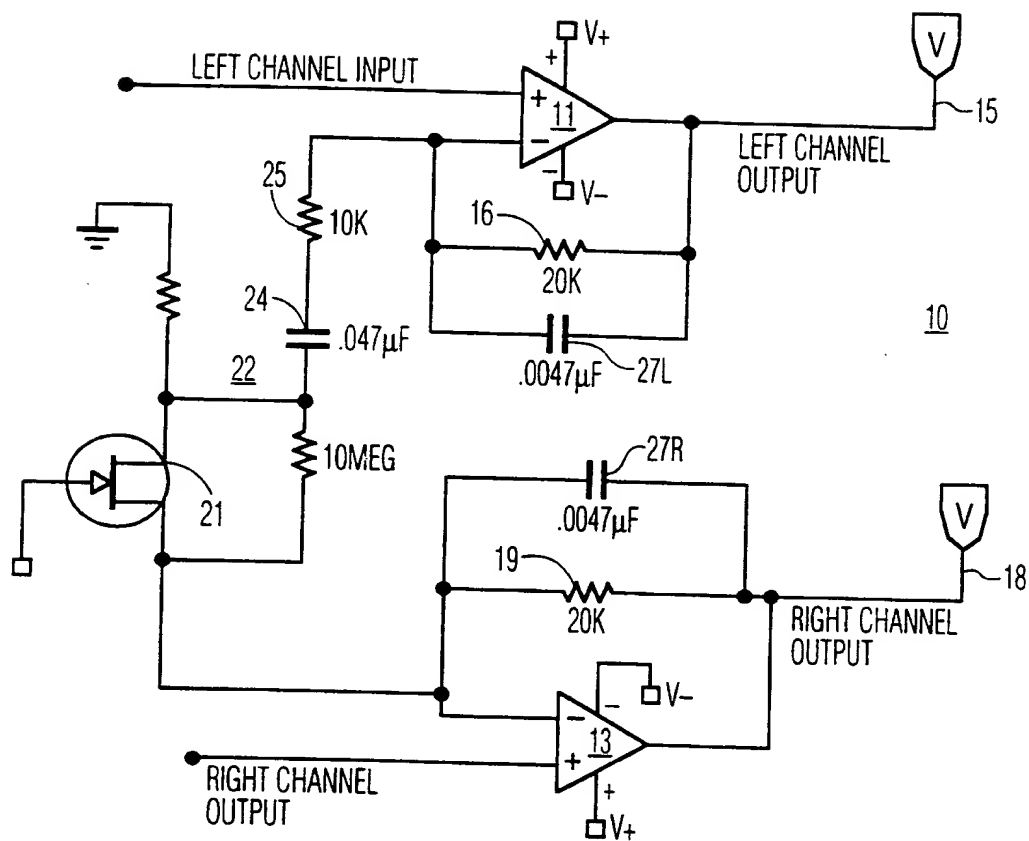 V+
V
LEFT CHANNEL INPUT
+
+
11
15
−
LEFT CHANNEL
OUTPUT
−
V−
25
10K
16
20K
24
.047µF
10
22
.0047µF
27L
10MEG
27R
21
.0047µF
V
19
18
20K
RIGHT CHANNEL
OUTPUT
−
V−
−
13
+
RIGHT CHANNEL
OUTPUT
+
V+